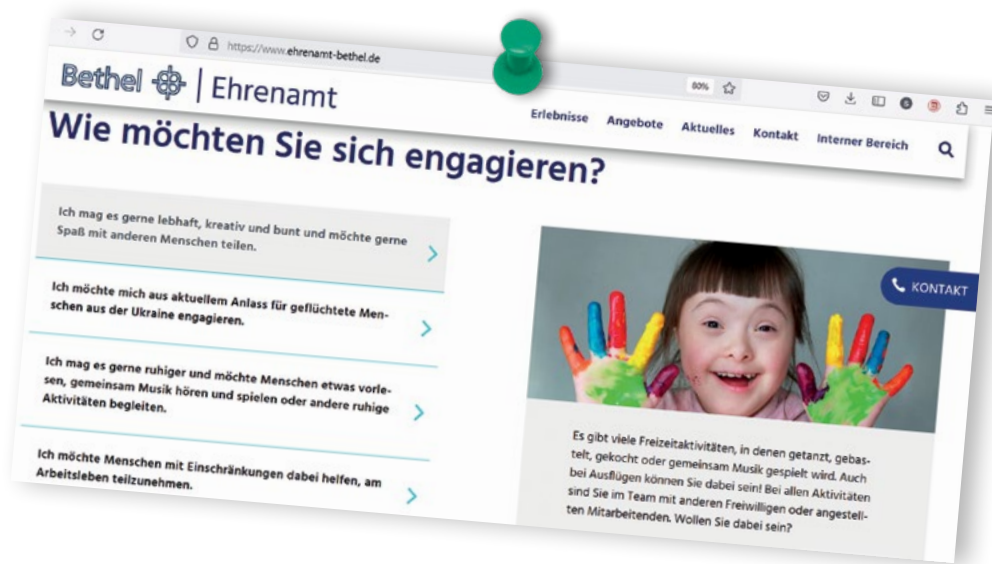 https://www.ehrenamt-bethel.de
80%
Bethel | Ehrenamt
Erlebnisse Angebote Aktuelles Kontakt Interner Bereich
Wie möchten Sie sich engagieren?
Ich mag es gerne lebhaft, kreativ und bunt und möchte gerne
Spaß mit anderen Menschen teilen.
Ich möchte mich aus aktuellem Anlass für geflüchtete Men-
schen aus der Ukraine engagieren.
Ich mag es gerne ruhiger und möchte Menschen etwas vorle-
sen, gemeinsam Musik hören und spielen oder andere ruhige
Aktivitäten begleiten.
Ich möchte Menschen mit Einschränkungen dabei helfen, am
Arbeitsleben teilzunehmen.
KONTAKT
Es gibt viele Freizeitaktivitäten, in denen getanzt, gebas-
telt, gekocht oder gemeinsam Musik gespielt wird. Auch
bei Ausflügen können Sie dabei sein! Bei allen Aktivitäten
sind Sie im Team mit anderen Freiwilligen oder angestell-
ten Mitarbeitenden. Wollen Sie dabei sein?